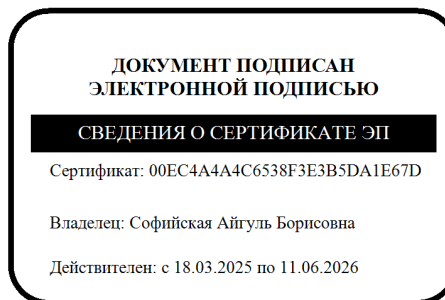 ДОКУМЕНТ ПОДПИСАН
ЭЛЕКТРОННОЙ ПОДПИСЬЮ
СВЕДЕНИЯ О СЕРТИФИКАТЕ ЭП
Сертификат: 00EC4A4A4C6538F3E3B5DA1E67D
Владелец: Софийская Айгуль Борисовна
Действителен: с 18.03.2025 по 11.06.2026